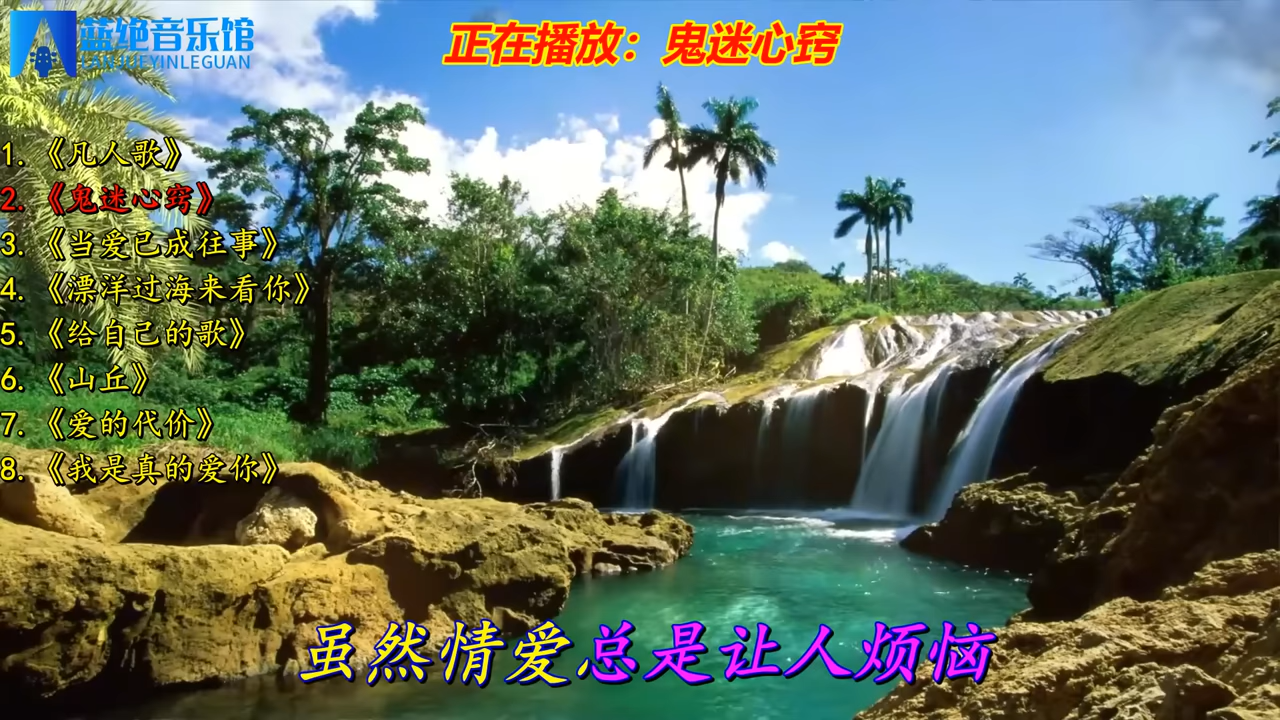 蓝绝音乐馆
LAN JUEYINLEGUAN
正在播放：鬼迷心窍
1. 《凡人歌》
2. 《鬼迷心窍》
3. 《当爱已成往事》
4. 《漂洋过海来看你》
5. 《给自己的歌》
6. 《山丘》
7. 《爱的代价》
8. 《我是真的爱你》
虽然情爱总是让人烦恼